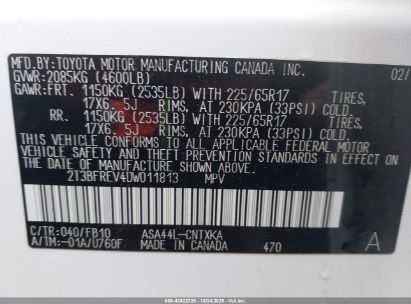 MFD.BY:TOYOTA MOTOR MANUFACTURING CANADA INC. 02/
GVWR:2085KG (4600LB)
GAWR:FRT. 1150KG (2535LB) WITH 225/65R17 TIRES,
17X6. 5J RIMS, AT 230KPA (33PSI) COLD.
RR. 1150KG (2535LB) WITH 225/65R17 TIRES,
17X6. 5J RIMS, AT 230KPA (33PSI) COLD.
THIS VEHICLE CONFORMS TO ALL APPLICABLE FEDERAL MOTOR
VEHICLE SAFETY, BUMPER, AND THEFT PREVENTION STANDARDS IN EFFECT ON
THE DATE OF MANUFACTURE SHOWN ABOVE.
2T3BFREV4DW011813 MPV
C/TR:040/FB10 ASA44L-CNTXKA
A/TM:-01A/U760F MADE IN CANADA 470 A